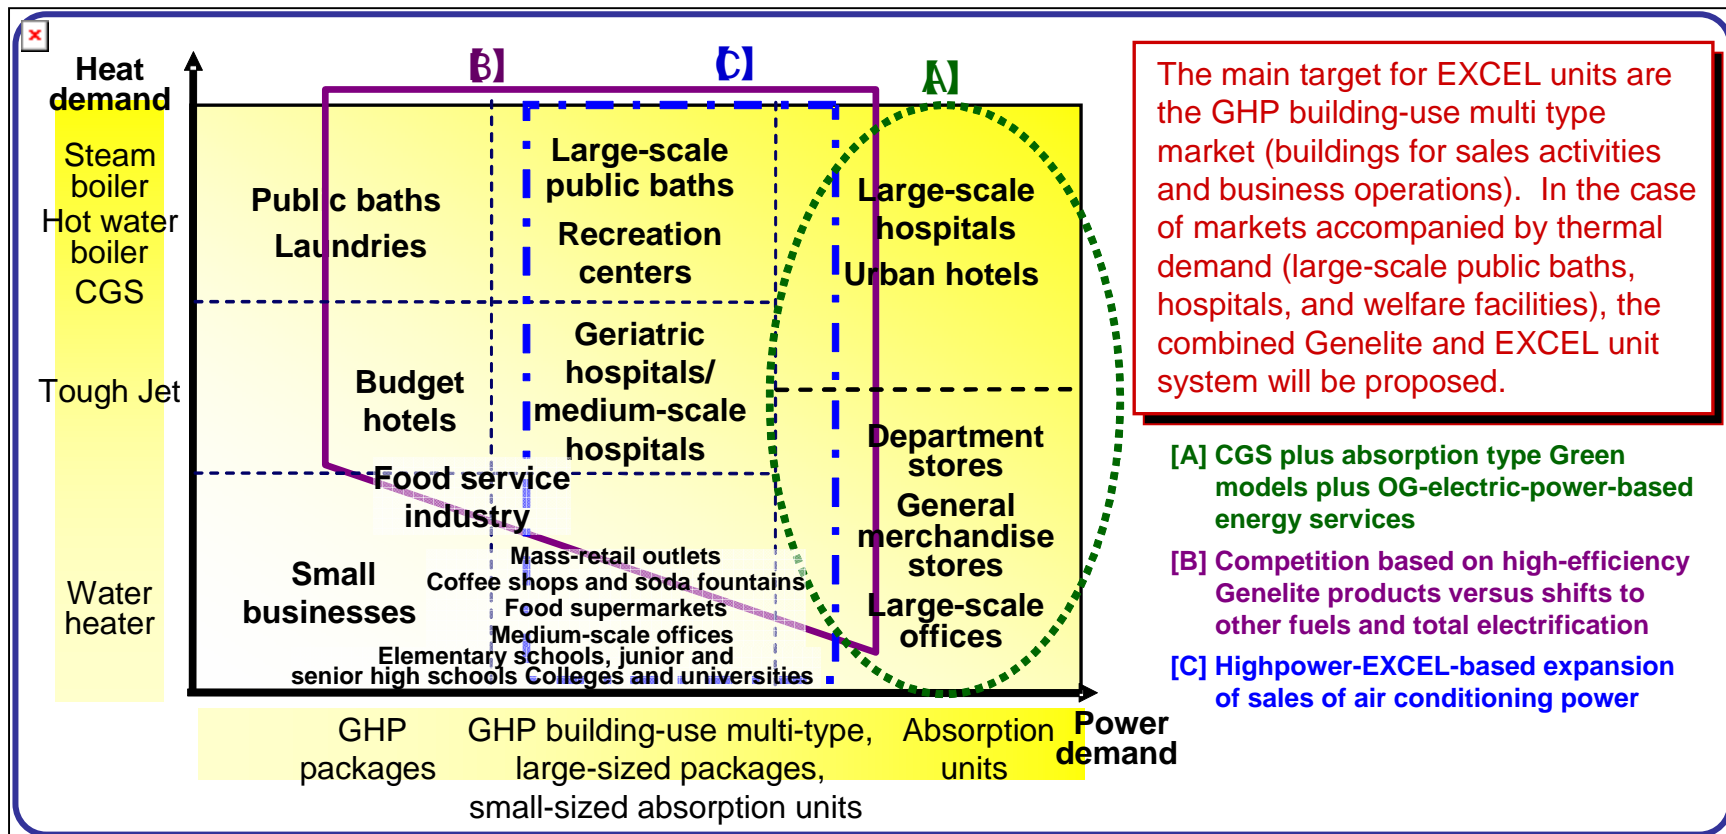 【B】
【C】
【A】
Heat
demand
Steam
boiler
Hot water
boiler
CGS
Tough Jet
Water
heater
Public baths
Laundries
Large-scale
public baths
Recreation
centers
Large-scale
hospitals
Urban hotels
Budget
hotels
Geriatric
hospitals/
medium-scale
hospitals
Food service
industry
Department
stores
General
merchandise
stores
Large-scale
offices
Small
businesses
Mass-retail outlets
Coffee shops and soda fountains
Food supermarkets
Medium-scale offices
Elementary schools, junior and
senior high schools Colleges and universities
GHP
packages
GHP building-use multi-type,
large-sized packages,
small-sized absorption units
Absorption
units
Power
demand
The main target for EXCEL units are
the GHP building-use multi type
market (buildings for sales activities
and business operations).  In the case
of markets accompanied by thermal
demand (large-scale public baths,
hospitals, and welfare facilities), the
combined Genelite and EXCEL unit
system will be proposed.
[A] CGS plus absorption type Green
models plus OG-electric-power-based
energy services
[B] Competition based on high-efficiency
Genelite products versus shifts to
other fuels and total electrification
[C] Highpower-EXCEL-based expansion
of sales of air conditioning power